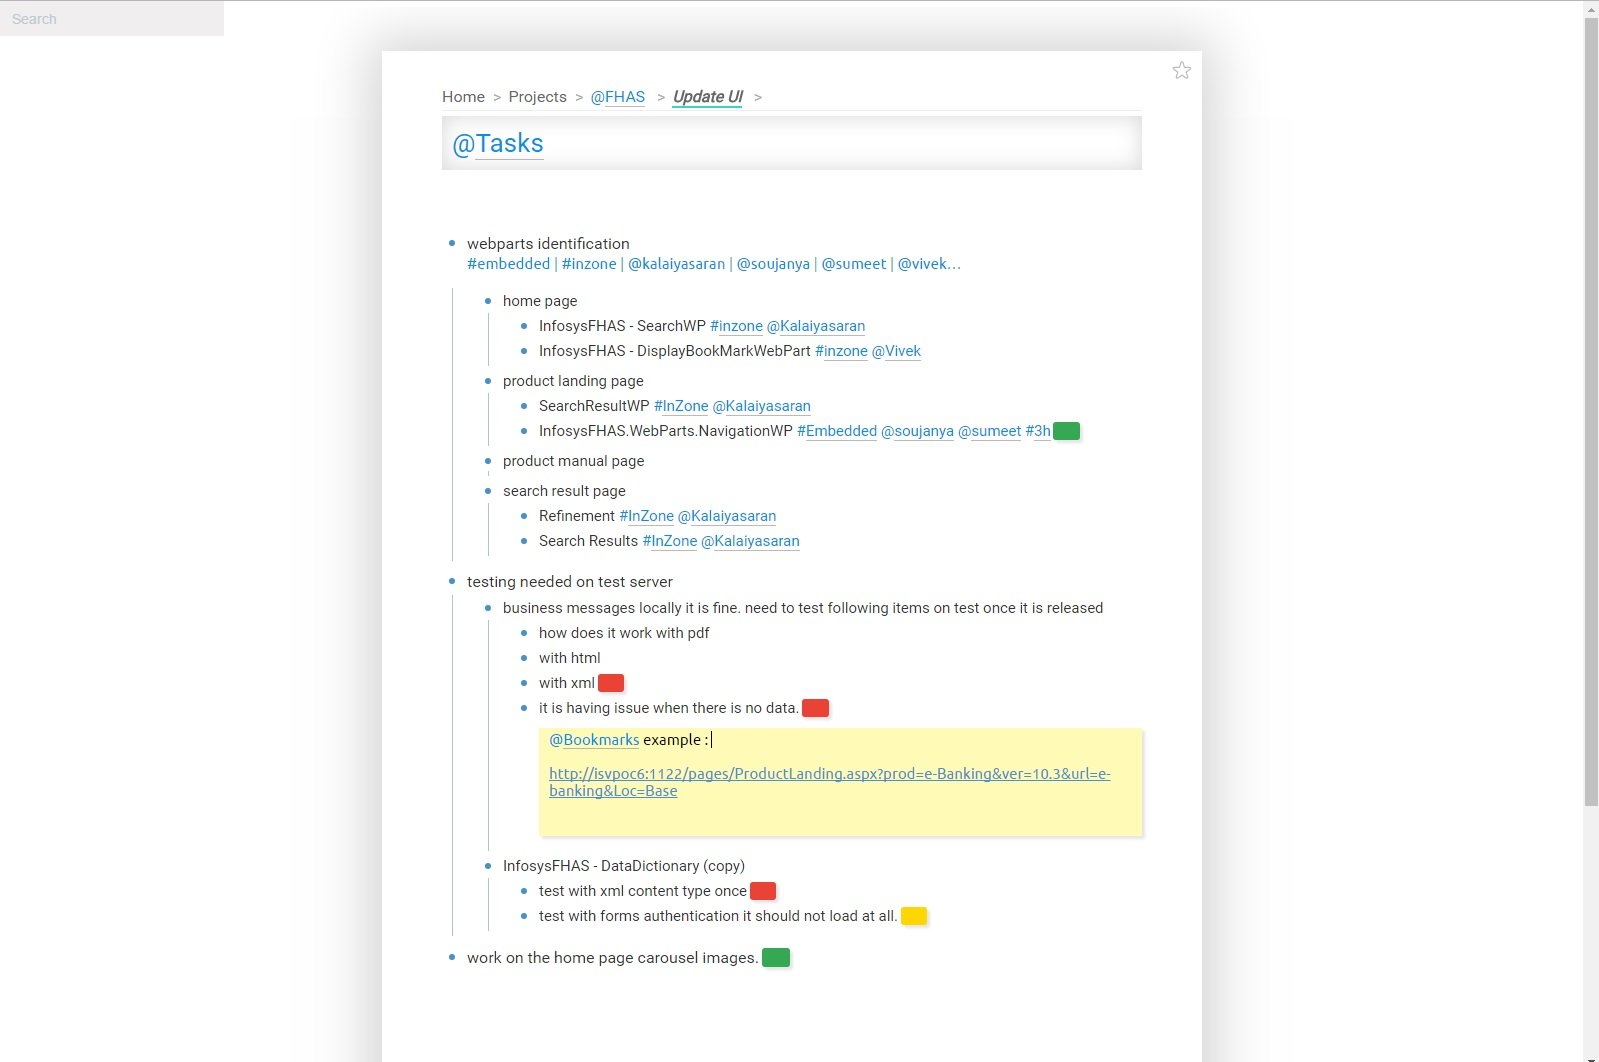 Search
Home > Projects > @FHAS > Update UI >
@Tasks
webparts identification
#embedded | #inzone | @kalaiyasaran | @soujanya | @sumeet | @vivek...
home page
InfosysFHAS - SearchWP #inzone @Kalaiyasaran
InfosysFHAS - DisplayBookMarkWebPart #inzone @Vivek
product landing page
SearchResultWP #InZone @Kalaiyasaran
InfosysFHAS.WebParts.NavigationWP #Embedded @soujanya @sumeet #3h
product manual page
search result page
Refinement #InZone @Kalaiyasaran
Search Results #InZone @Kalaiyasaran
testing needed on test server
business messages locally it is fine. need to test following items on test once it is released
how does it work with pdf
with html
with xml
it is having issue when there is no data.
@Bookmarks example :
http://isvpoc6:1122/pages/ProductLanding.aspx?prod=e-Banking&ver=10.3&url=e-
banking&Loc=Base
InfosysFHAS - DataDictionary (copy)
test with xml content type once
test with forms authentication it should not load at all.
work on the home page carousel images.